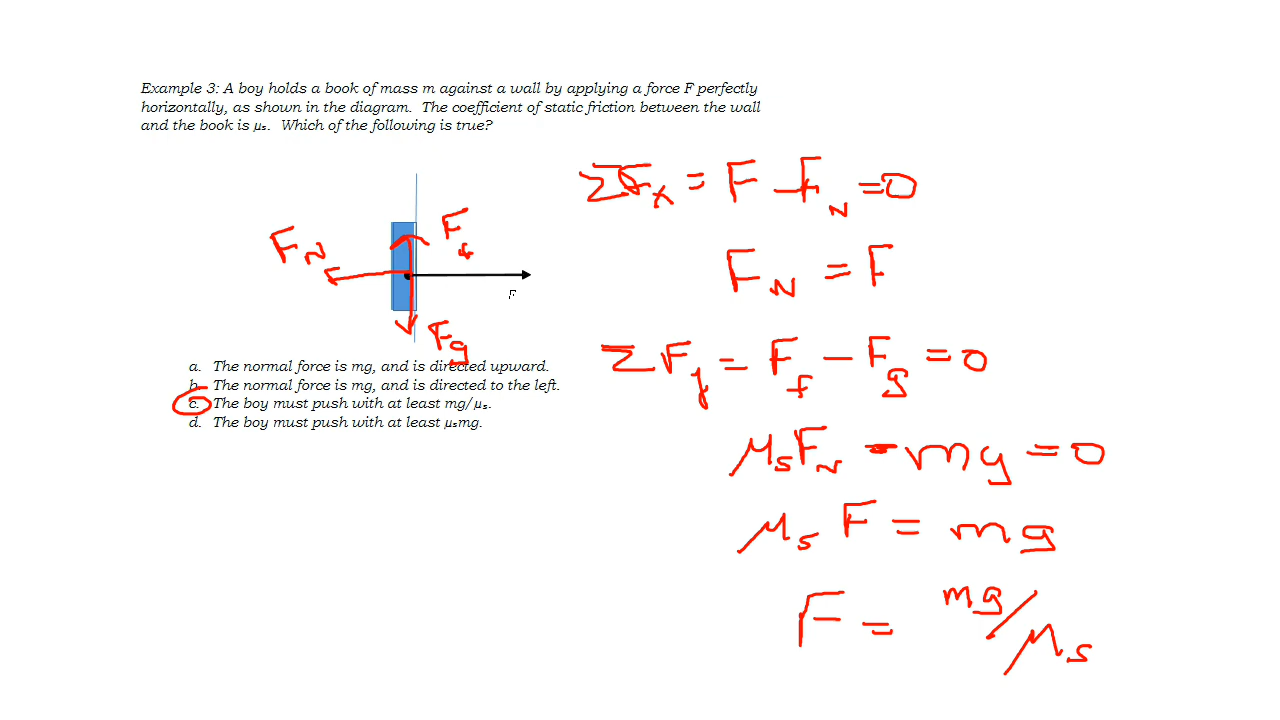 Example 3: A boy holds a book of mass m against a wall by applying a force F perfectly
horizontally, as shown in the diagram. The coefficient of static friction between the wall
and the book is μs. Which of the following is true?
ΣFx = F - FN = 0
FN
Ff
FN = F
F
Fg
ΣFy = Ff - Fg = 0
a. The normal force is mg, and is directed upward.
b. The normal force is mg, and is directed to the left.
c. The boy must push with at least mg/μs.
d. The boy must push with at least μsmg.
μsFN - mg = 0
μsF = mg
F = mg/μs